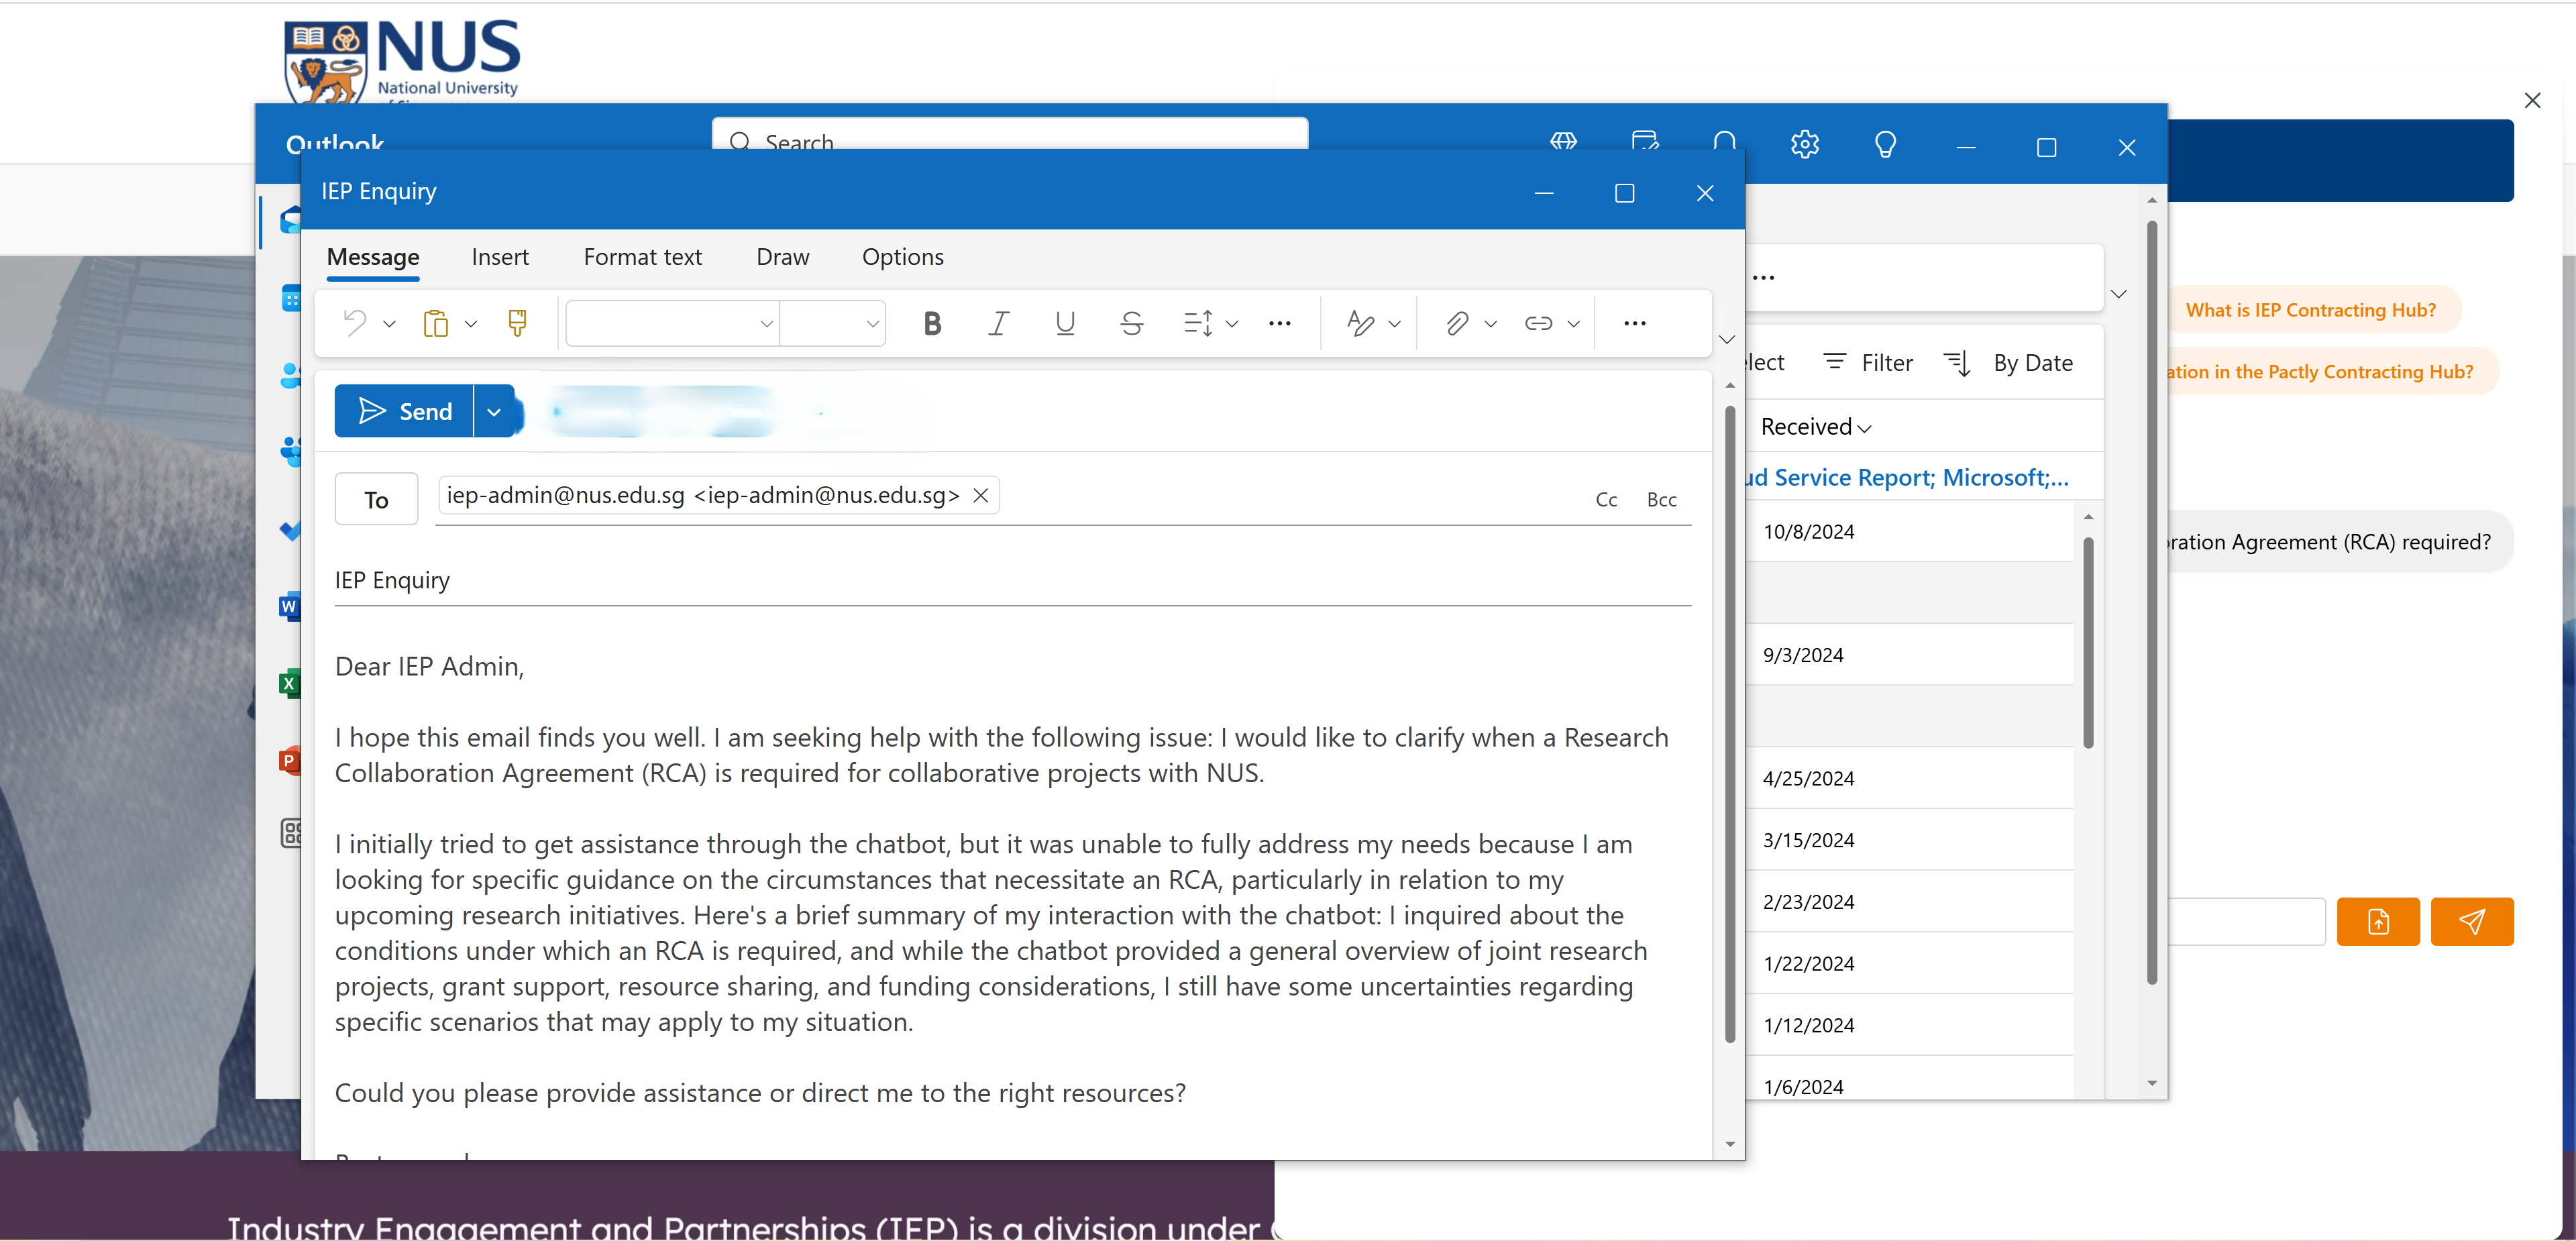 NUS
National University
Outlook
Search
IEP Enquiry
Message Insert Format text Draw Options
Send
To
iep-admin@nus.edu.sg <iep-admin@nus.edu.sg>
Cc Bcc
IEP Enquiry
Dear IEP Admin,
I hope this email finds you well. I am seeking help with the following issue: I would like to clarify when a Research
Collaboration Agreement (RCA) is required for collaborative projects with NUS.
I initially tried to get assistance through the chatbot, but it was unable to fully address my needs because I am
looking for specific guidance on the circumstances that necessitate an RCA, particularly in relation to my
upcoming research initiatives. Here's a brief summary of my interaction with the chatbot: I inquired about the
conditions under which an RCA is required, and while the chatbot provided a general overview of joint research
projects, grant support, resource sharing, and funding considerations, I still have some uncertainties regarding
specific scenarios that may apply to my situation.
Could you please provide assistance or direct me to the right resources?
Filter By Date
Received
Service Report; Microsoft;...
10/8/2024
9/3/2024
4/25/2024
3/15/2024
2/23/2024
1/22/2024
1/12/2024
1/6/2024
What is IEP Contracting Hub?
in the Pactly Contracting Hub?
Agreement (RCA) required?
Industry Engagement and Partnerships (IEP) is a division under